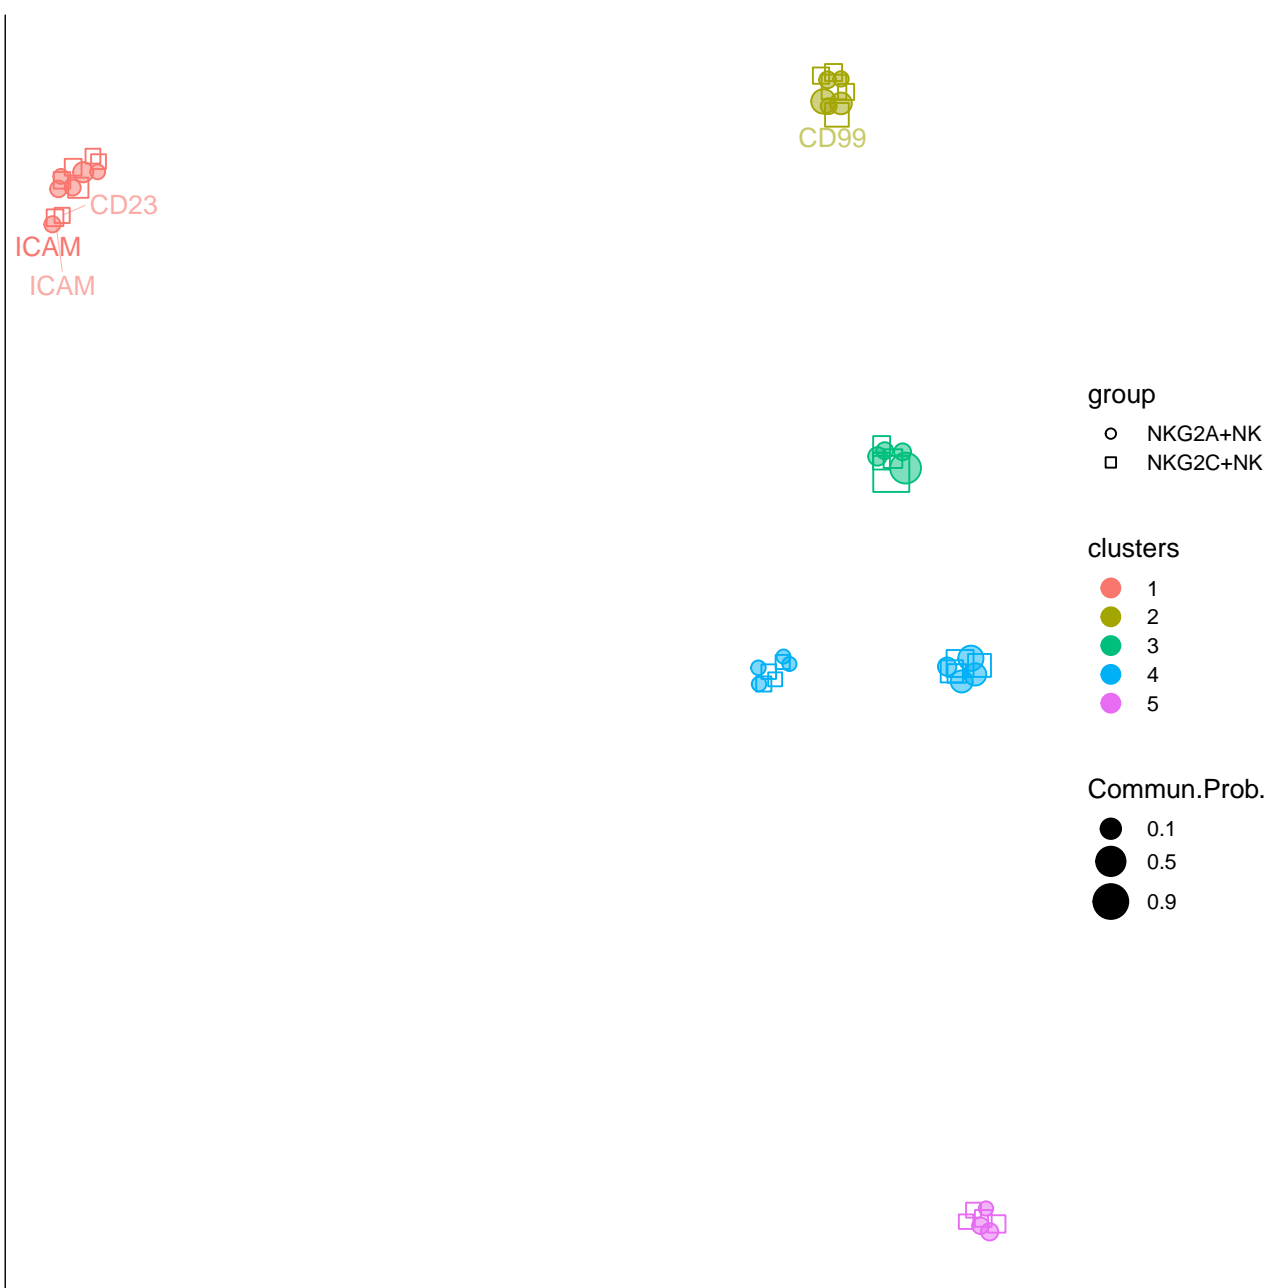 CD99
CD23
ICAM
ICAM
group
NKG2A+NK
NKG2C+NK
clusters
1
2
3
4
5
Commun.Prob.
0.1
0.5
0.9